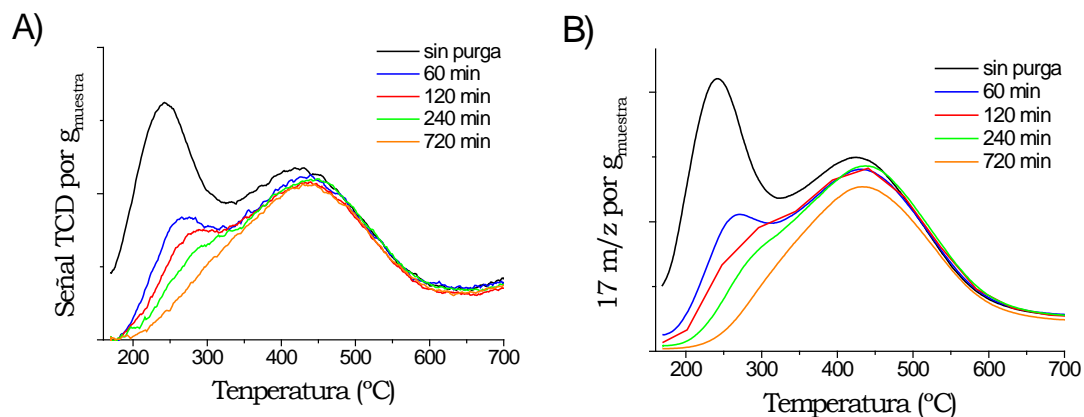 A)
Señal TCD por g_muestra
sin purga
60 min
120 min
240 min
720 min
200 300 400 500 600 700
Tenperatura (ºC)
B)
17 m/z por g_muestra
sin purga
60 min
120 min
240 min
720 min
200 300 400 500 600 700
Temperatura (ºC)